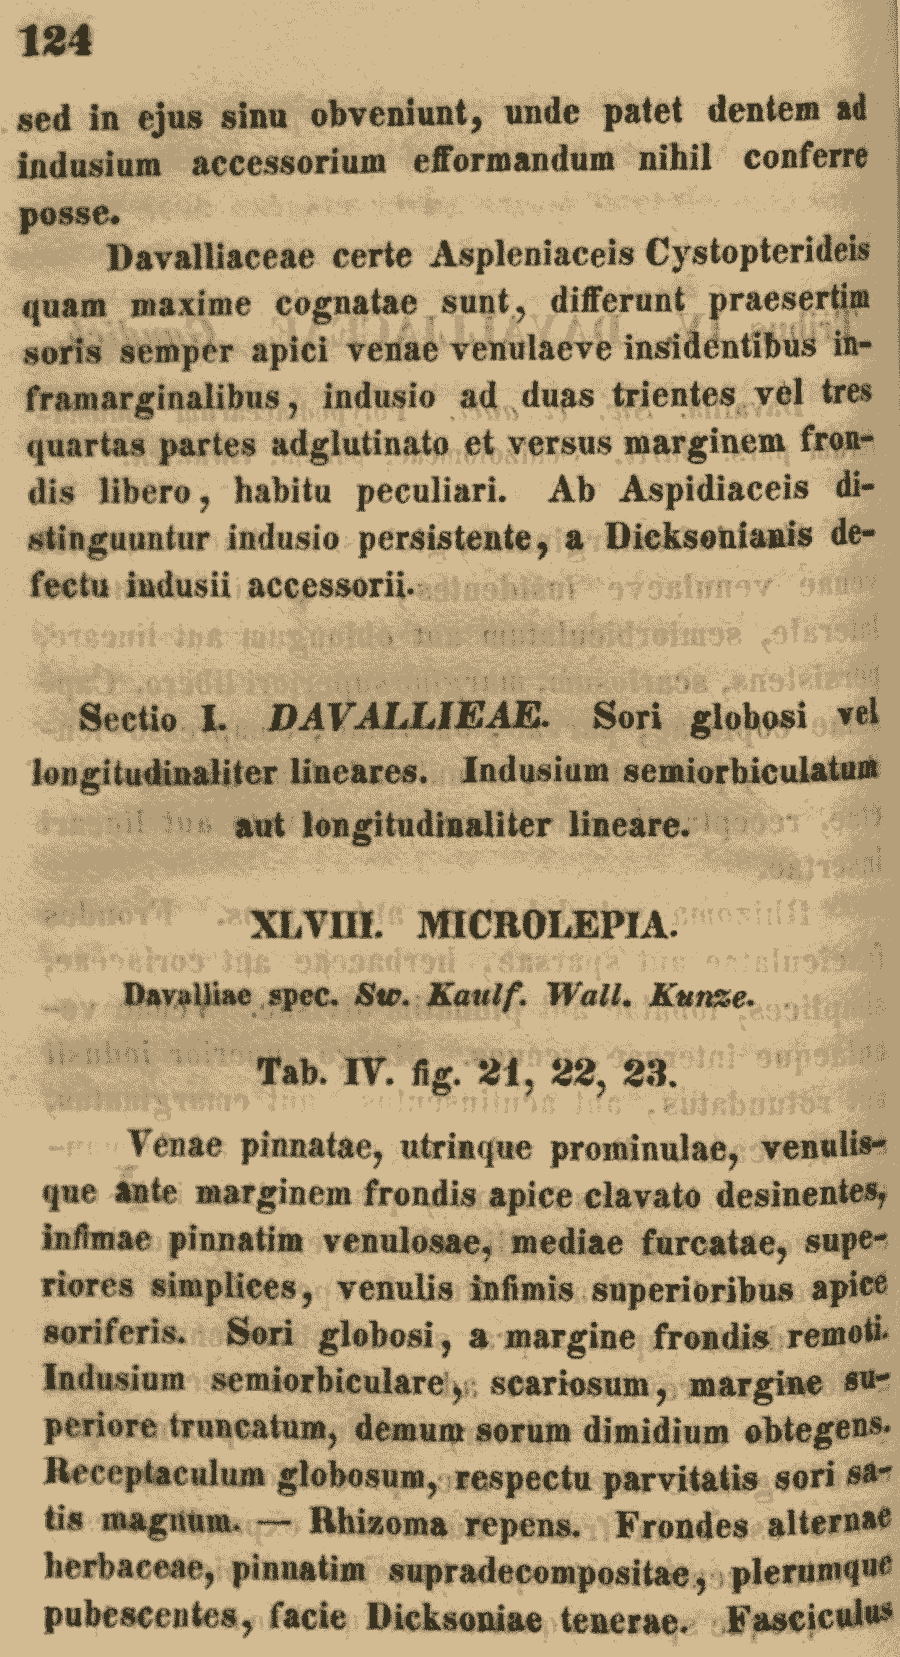 124
sed in ejus sinu obveniunt, unde patet dentem ad
indusium accessorium efformandum nihil conferre
posse.
Davalliaceae certe Aspleniaceis Cystopterideis
quam maxime cognatae sunt, differunt praesertim
soris semper apici venae venulaeve insidentibus in-
framarginalibus, indusio ad duas trientes vel tres
quartas partes adglutinato et versus marginem fron-
dis libero, habitu peculiari. Ab Aspidiaceis di-
stinguuntur indusio persistente, a Dicksonianis de-
fectu indusii accessorii.
Sectio I. DAVALLIEAE. Sori globosi vel
longitudinaliter lineares. Indusium semiorbiculatum
aut longitudinaliter lineare.
XLVIII. MICROLEPIA.
Davalliae spec. Sw. Kaulf. Wall. Kunze.
Tab. IV. fig. 21, 22, 23.
Venae pinnatae, utrinque prominulae, venulis-
que ante marginem frondis apice clavato desinentes,
infimae pinnatim venulosae, mediae furcatae, supe-
riores simplices, venulis infimis superioribus apice
soriferis. Sori globosi, a margine frondis remoti.
Indusium semiorbiculare, scariosum, margine su-
periore truncatum, demum sorum dimidium obtegens.
Receptaculum globosum, respectu parvitatis sori sa-
tis magnum. — Rhizoma repens. Frondes alternae
herbaceae, pinnatim supradecompositae, plerumque
pubescentes, facie Dicksoniae tenerae. Fasciculus